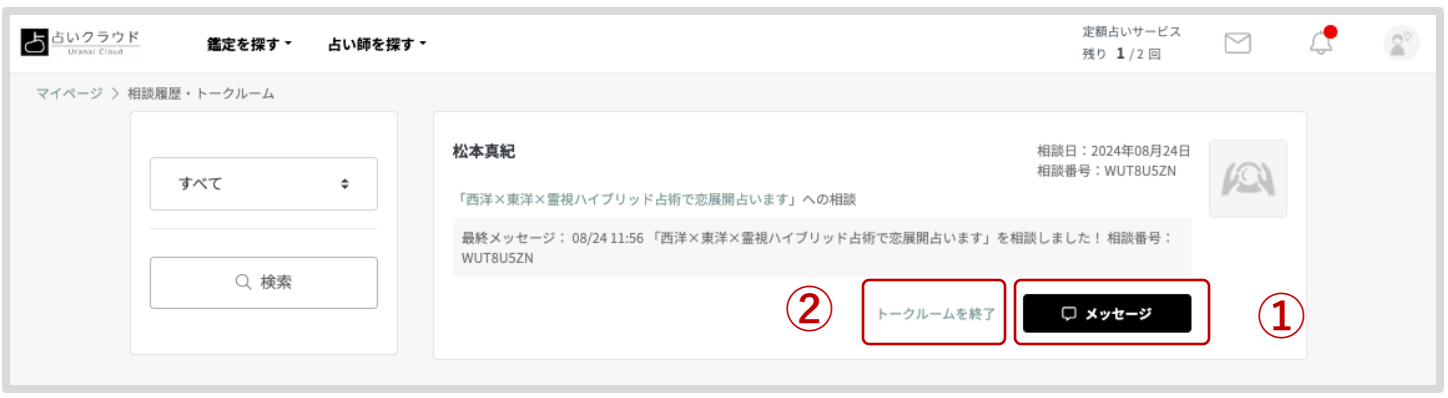 占いクラウド
Uranai Cloud
鑑定を探す
占い師を探す
定額占いサービス
残り 1 / 2 回
マイページ > 相談履歴・トークルーム
すべて
検索
松本真紀
相談日：2024年08月24日
相談番号：WUT8U5ZN
「西洋×東洋×霊視ハイブリッド占術で恋展開占います」への相談
最終メッセージ： 08/24 11:56 「西洋×東洋×霊視ハイブリッド占術で恋展開占います」を相談しました！ 相談番号：
WUT8U5ZN
② トークルームを終了 メッセージ ①